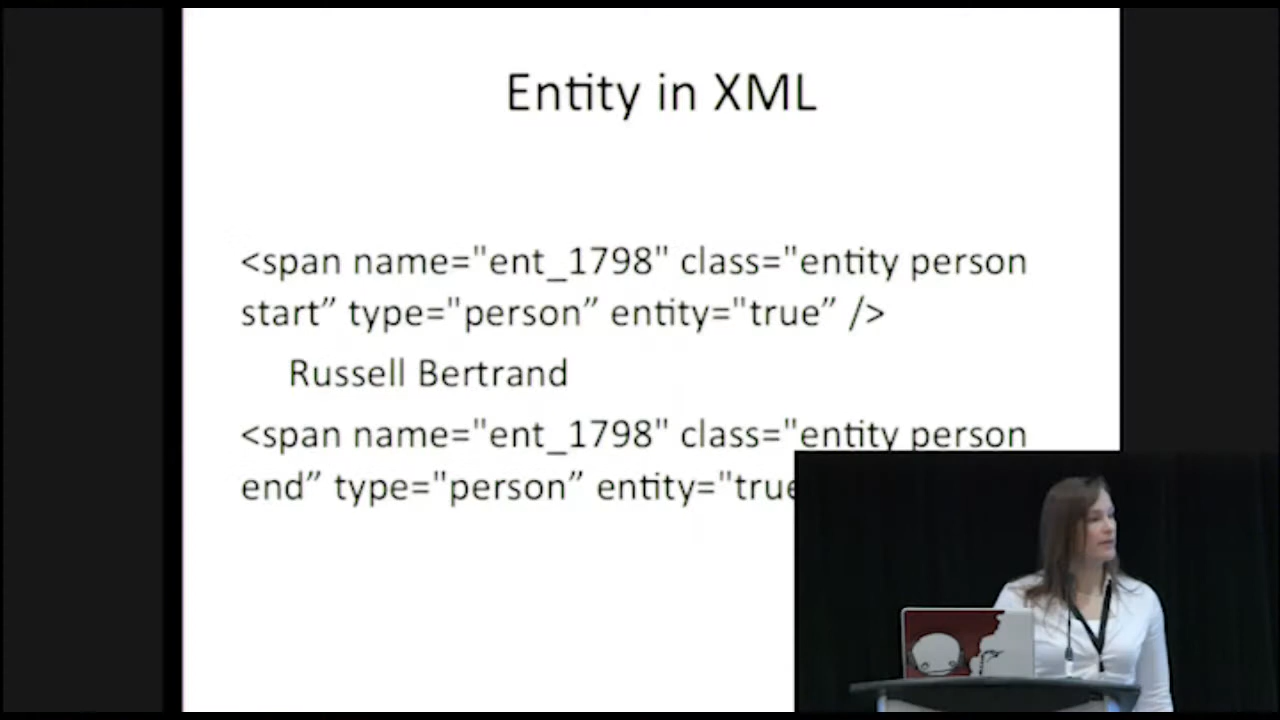 Entity in XML
<span name="ent_1798" class="entity person
start” type="person” entity="true” />
Russell Bertrand
<span name="ent_1798" class="entity person
end” type="person” entity="true